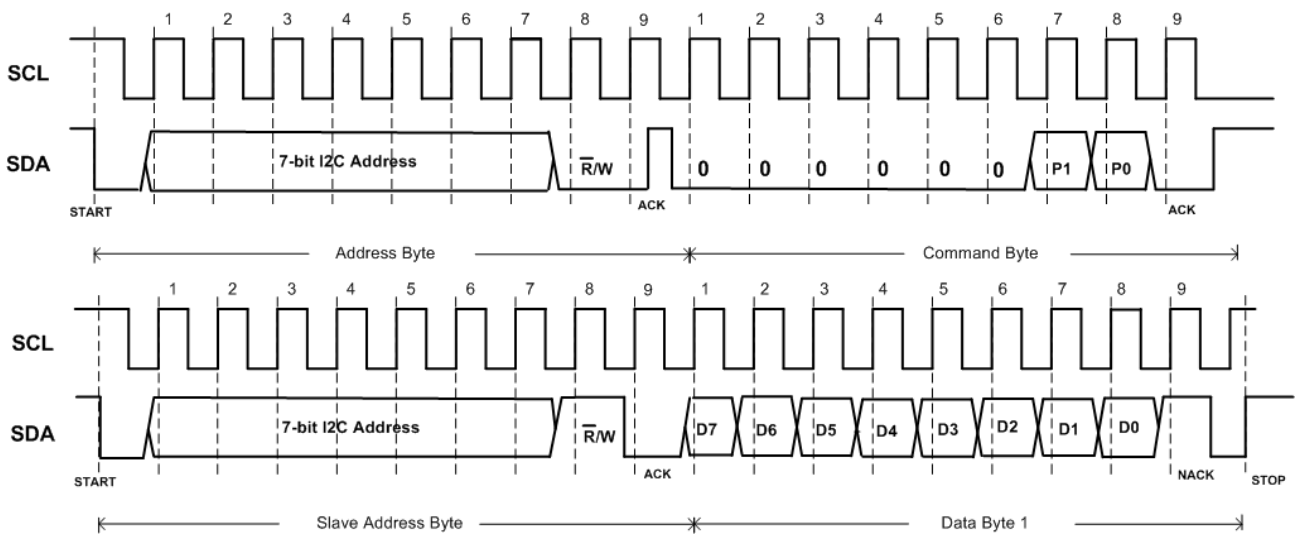 1 2 3 4 5 6 7 8 9 1 2 3 4 5 6 7 8 9
SCL
SDA 7-bit I2C Address R̅/W 0 0 0 0 0 0 P1 P0
START ACK ACK
Address Byte Command Byte
1 2 3 4 5 6 7 8 9 1 2 3 4 5 6 7 8 9
SCL
SDA 7-bit I2C Address R̅/W D7 D6 D5 D4 D3 D2 D1 D0
START ACK NACK STOP
Slave Address Byte Data Byte 1